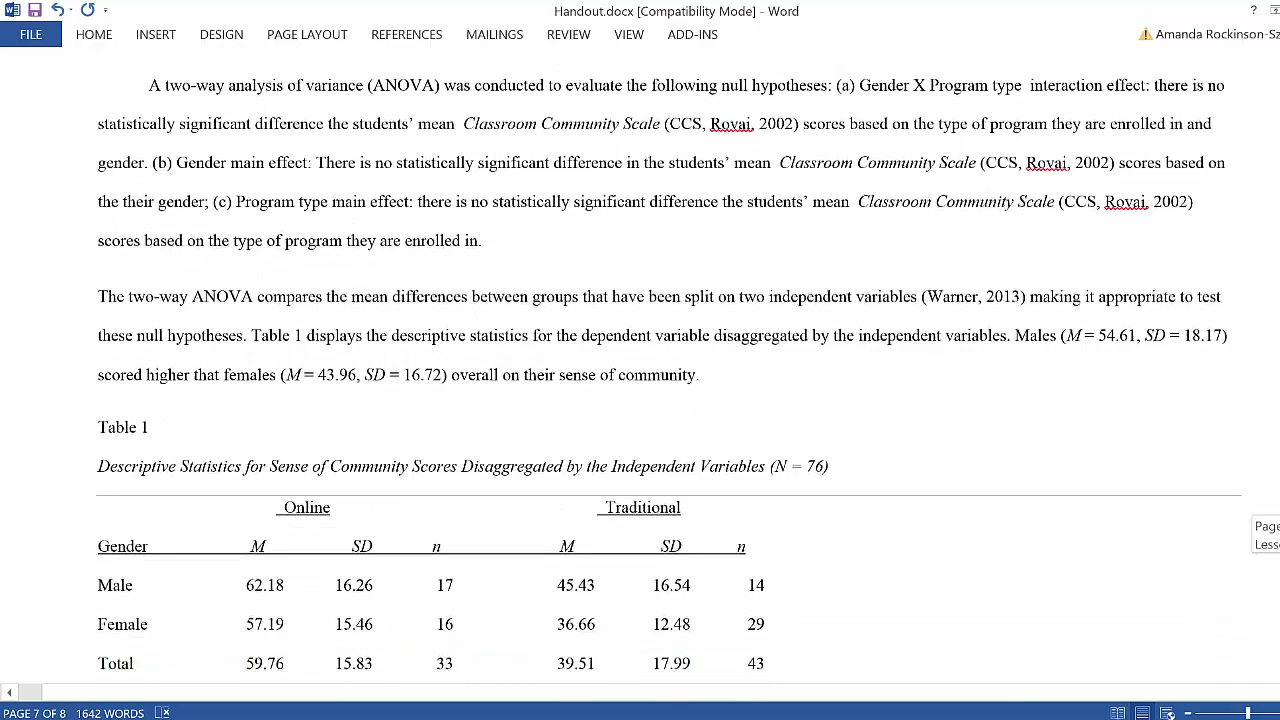 Handout.docx [Compatibility Mode] - Word
?
FILE HOME INSERT DESIGN PAGE LAYOUT REFERENCES MAILINGS REVIEW VIEW ADD-INS Amanda Rockinson-Sz
A two-way analysis of variance (ANOVA) was conducted to evaluate the following null hypotheses: (a) Gender X Program type interaction effect: there is no
statistically significant difference the students’ mean Classroom Community Scale (CCS, Rovai, 2002) scores based on the type of program they are enrolled in and
gender. (b) Gender main effect: There is no statistically significant difference in the students’ mean Classroom Community Scale (CCS, Rovai, 2002) scores based on
the their gender; (c) Program type main effect: there is no statistically significant difference the students’ mean Classroom Community Scale (CCS, Rovai, 2002)
scores based on the type of program they are enrolled in.
The two-way ANOVA compares the mean differences between groups that have been split on two independent variables (Warner, 2013) making it appropriate to test
these null hypotheses. Table 1 displays the descriptive statistics for the dependent variable disaggregated by the independent variables. Males (M = 54.61, SD = 18.17)
scored higher that females (M = 43.96, SD = 16.72) overall on their sense of community.
Table 1
Descriptive Statistics for Sense of Community Scores Disaggregated by the Independent Variables (N = 76)
Online Traditional
Page
Lesso
Gender M SD n M SD n
Male 62.18 16.26 17 45.43 16.54 14
Female 57.19 15.46 16 36.66 12.48 29
Total 59.76 15.83 33 39.51 17.99 43
PAGE 7 OF 8 1642 WORDS